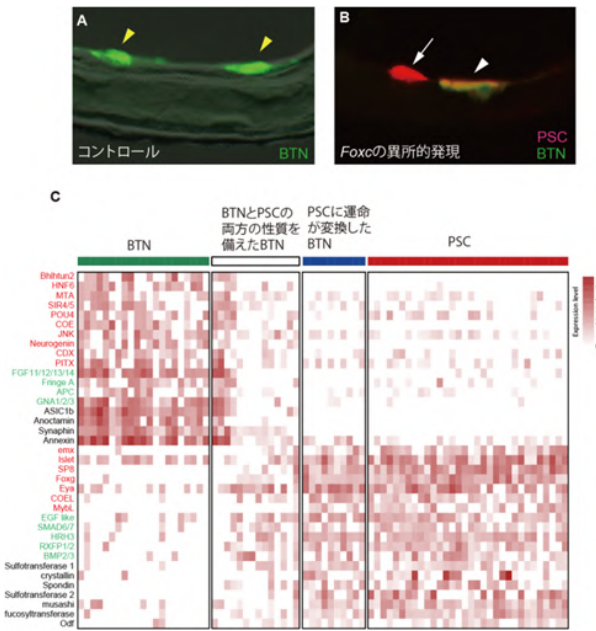 A
コントロール
BTN
B
Foxcの異所的発現
PSC
BTN
C
BTN
BTNとPSCの
両方の性質を
備えたBTN
PSCに運命
が変換した
BTN
PSC
Bhlhtun2
HNF6
MTA
SIR4/5
POU4
COE
JNK
Neurogenin
CDX
PITX
FGF11/12/13/14
Fringe A
APC
GNA1/2/3
ASIC1b
Anoctamin
Synaphin
Annexin
emx
Islet
SP8
Foxg
Eya
COEL
MybL
EGF like
SMAD6/7
HRH3
RXFP1/2
BMP2/3
Sulfotransferase 1
crystallin
Spondin
Sulfotransferase 2
musashi
fucosyltransferase
Odf
Expression level